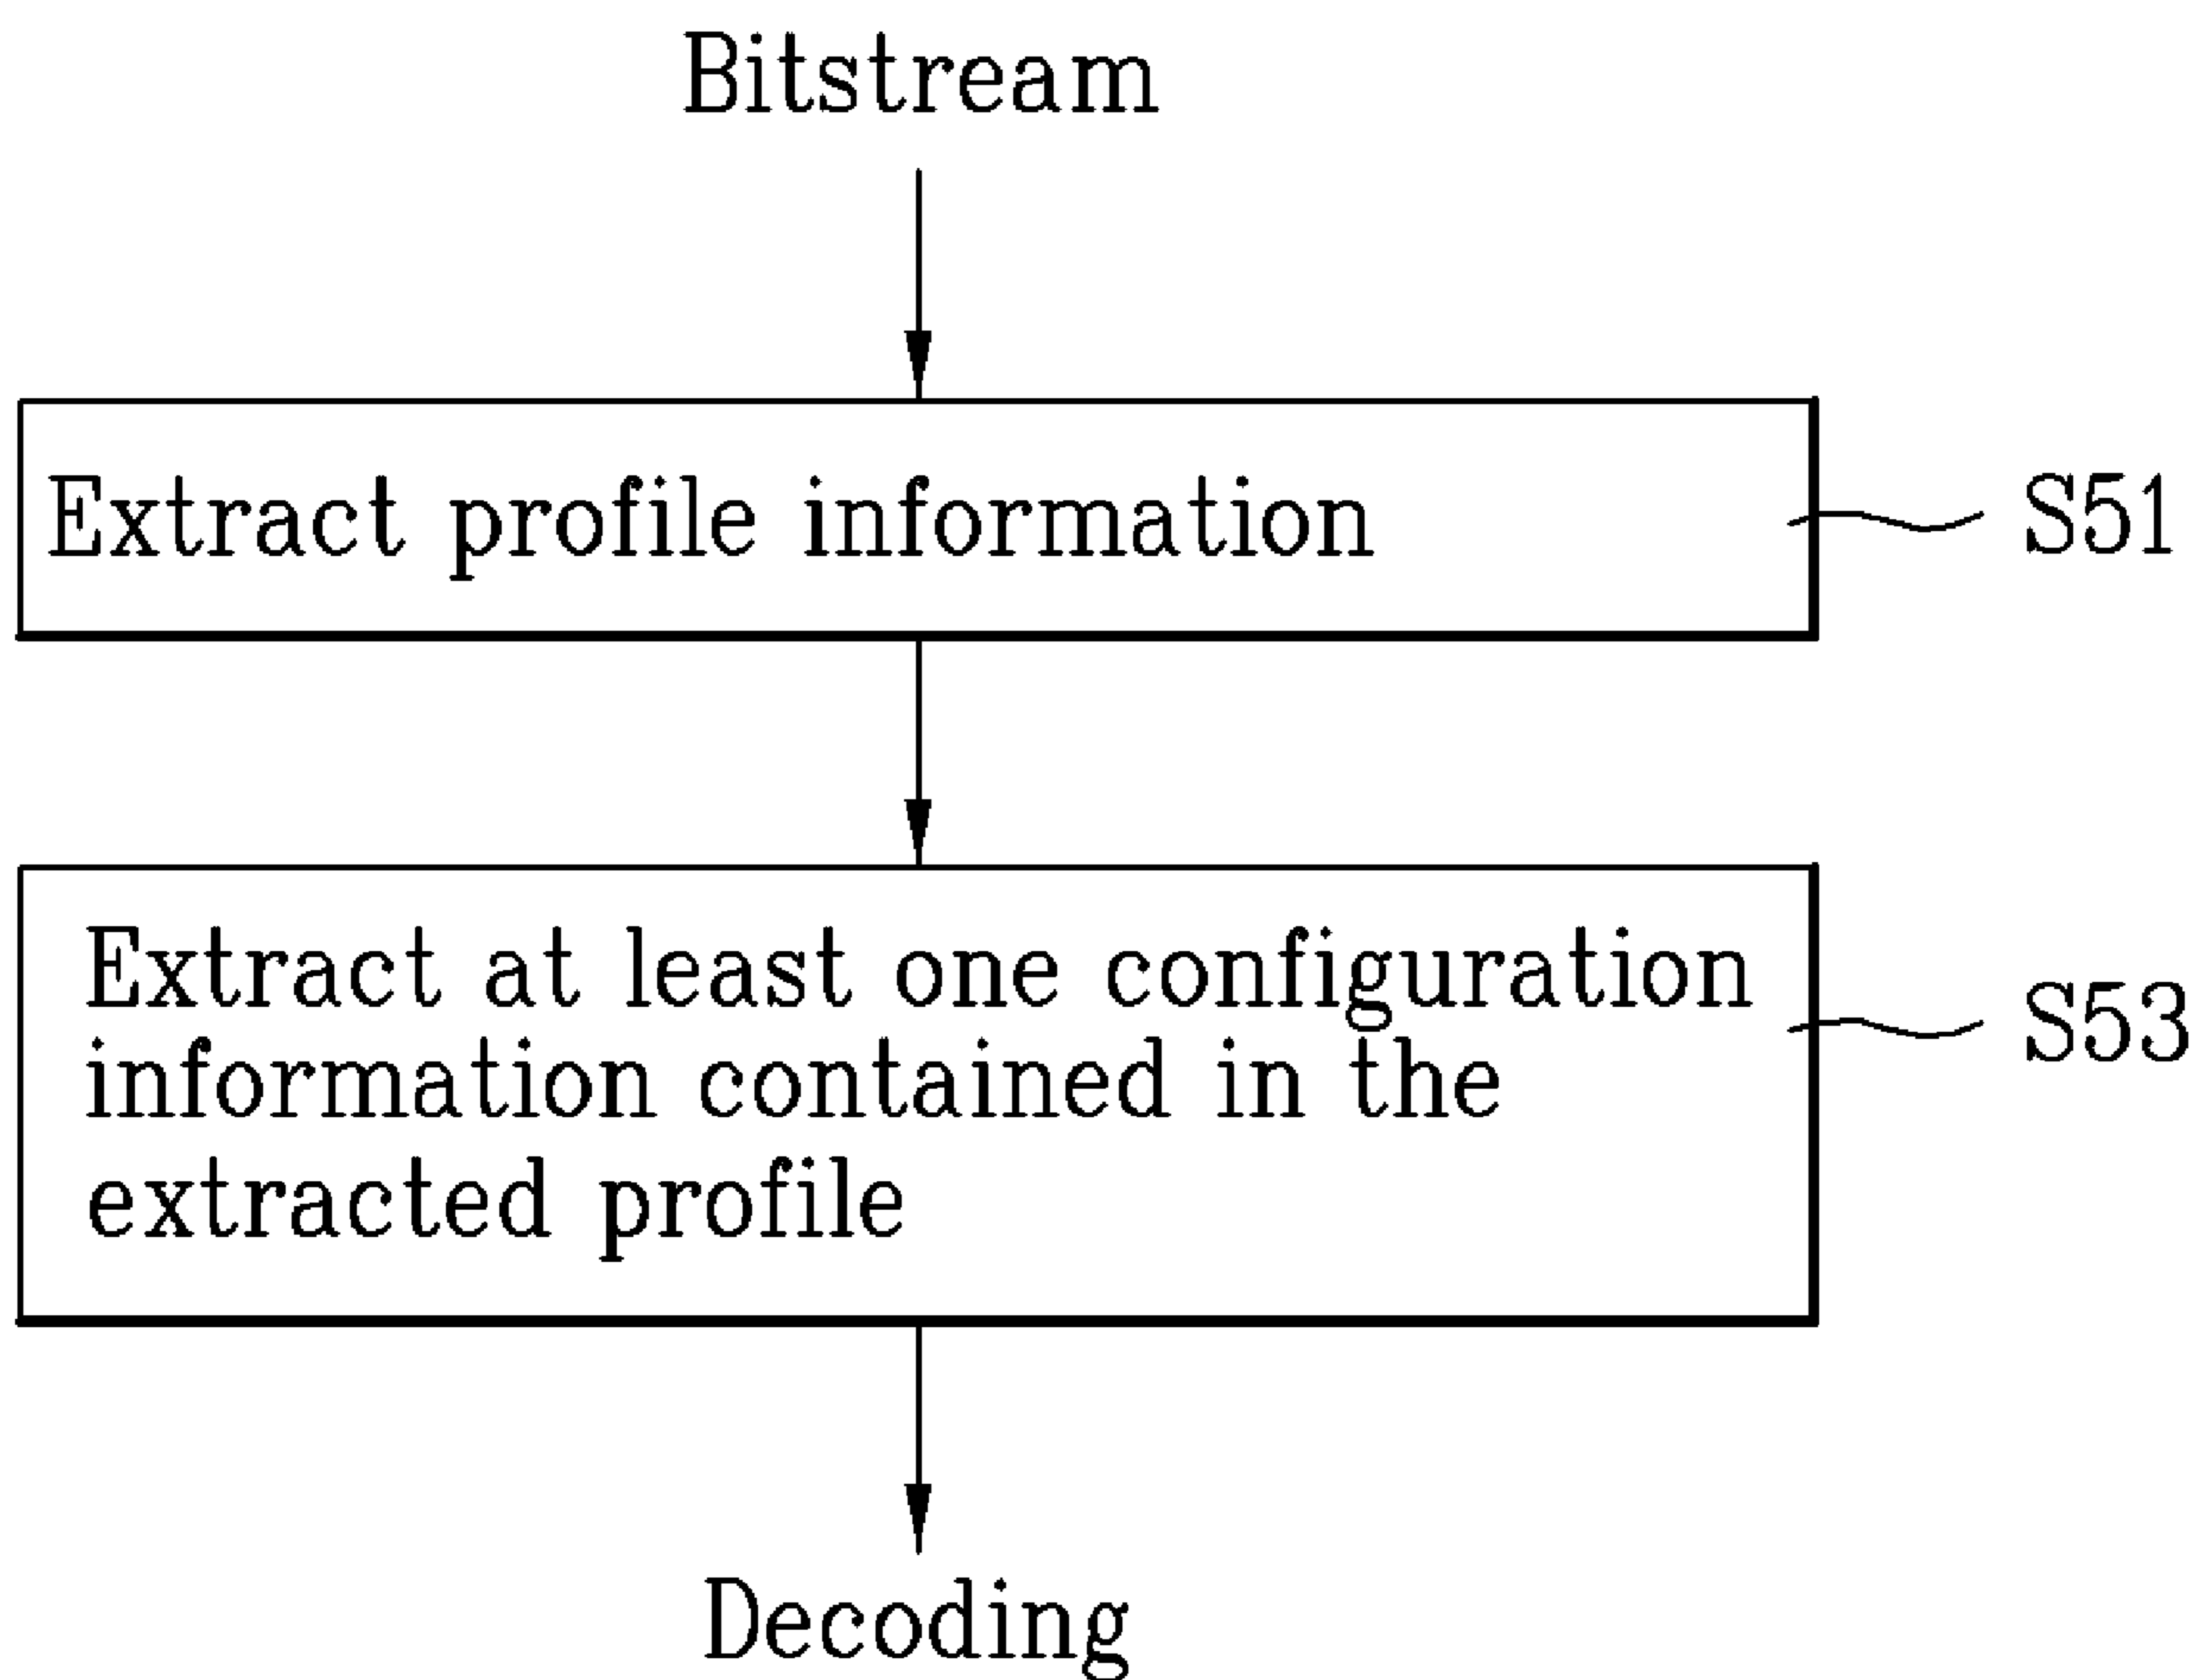 Bitstream
Extract profile information
S51
Extract at least one configuration
information contained in the
extracted profile
S53
Decoding